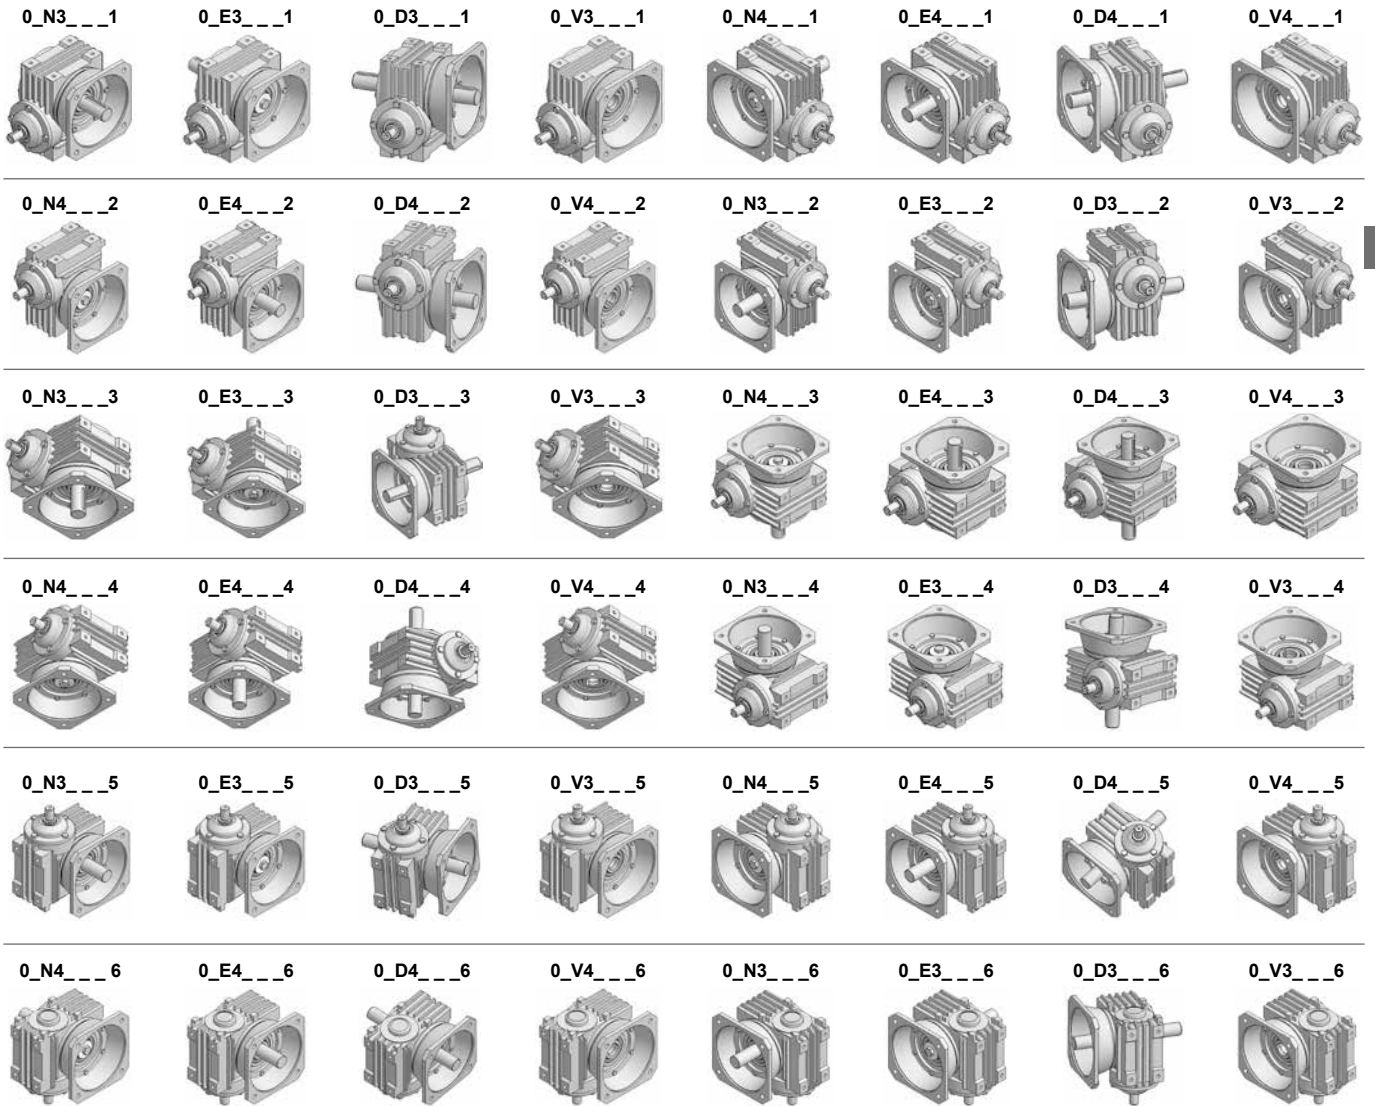 0_N3_ _ _1 0_E3_ _ _1 0_D3_ _ _1 0_V3_ _ _1 0_N4_ _ _1 0_E4_ _ _1 0_D4_ _ _1 0_V4_ _ _1
0_N4_ _ _2 0_E4_ _ _2 0_D4_ _ _2 0_V4_ _ _2 0_N3_ _ _2 0_E3_ _ _2 0_D3_ _ _2 0_V3_ _ _2
0_N3_ _ _3 0_E3_ _ _3 0_D3_ _ _3 0_V3_ _ _3 0_N4_ _ _3 0_E4_ _ _3 0_D4_ _ _3 0_V4_ _ _3
0_N4_ _ _4 0_E4_ _ _4 0_D4_ _ _4 0_V4_ _ _4 0_N3_ _ _4 0_E3_ _ _4 0_D3_ _ _4 0_V3_ _ _4
0_N3_ _ _5 0_E3_ _ _5 0_D3_ _ _5 0_V3_ _ _5 0_N4_ _ _5 0_E4_ _ _5 0_D4_ _ _5 0_V4_ _ _5
0_N4_ _ _ 6 0_E4_ _ _6 0_D4_ _ _6 0_V4_ _ _6 0_N3_ _ _6 0_E3_ _ _6 0_D3_ _ _6 0_V3_ _ _6